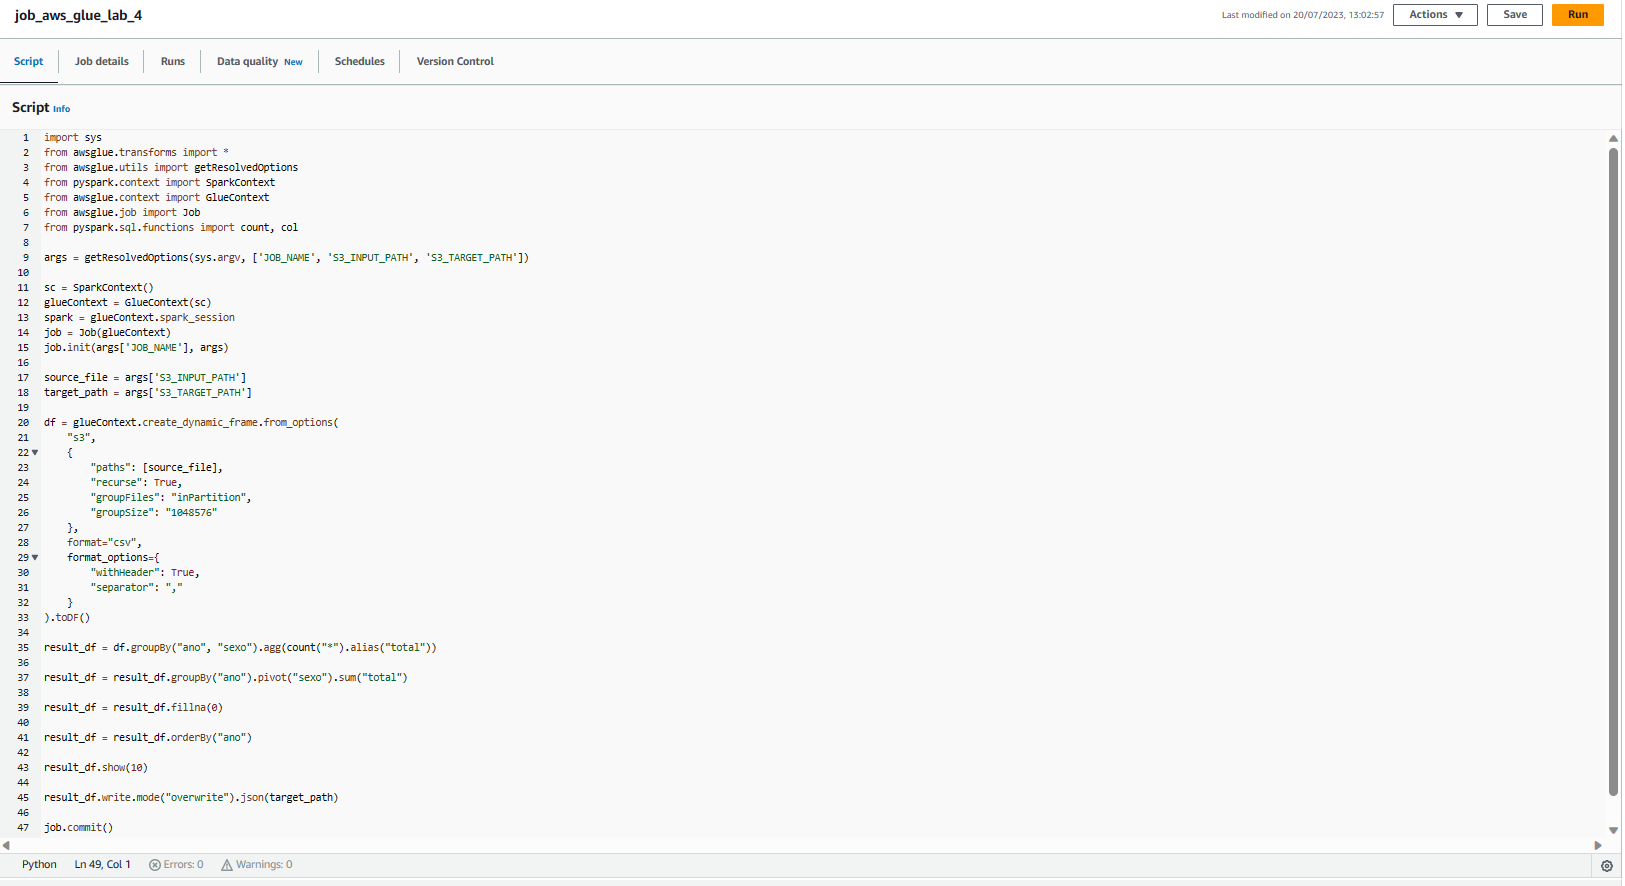 job_aws_glue_lab_4
Last modified on 20/07/2023, 13:02:57
Actions
Save
Run
Script
Job details
Runs
Data quality New
Schedules
Version Control
Script Info
1 import sys
2 from awsglue.transforms import *
3 from awsglue.utils import getResolvedOptions
4 from pyspark.context import SparkContext
5 from awsglue.context import GlueContext
6 from awsglue.job import Job
7 from pyspark.sql.functions import count, col
8
9 args = getResolvedOptions(sys.argv, ['JOB_NAME', 'S3_INPUT_PATH', 'S3_TARGET_PATH'])
10
11 sc = SparkContext()
12 glueContext = GlueContext(sc)
13 spark = glueContext.spark_session
14 job = Job(glueContext)
15 job.init(args['JOB_NAME'], args)
16
17 source_file = args['S3_INPUT_PATH']
18 target_path = args['S3_TARGET_PATH']
19
20 df = glueContext.create_dynamic_frame.from_options(
21     "s3",
22     {
23         "paths": [source_file],
24         "recurse": True,
25         "groupFiles": "inPartition",
26         "groupSize": "1048576"
27     },
28     format="csv",
29     format_options={
30         "withHeader": True,
31         "separator": ","
32     }
33 ).toDF()
34
35 result_df = df.groupBy("ano", "sexo").agg(count("*").alias("total"))
36
37 result_df = result_df.groupBy("ano").pivot("sexo").sum("total")
38
39 result_df = result_df.fillna(0)
40
41 result_df = result_df.orderBy("ano")
42
43 result_df.show(10)
44
45 result_df.write.mode("overwrite").json(target_path)
46
47 job.commit()
Python
Ln 49, Col 1
Errors: 0
Warnings: 0